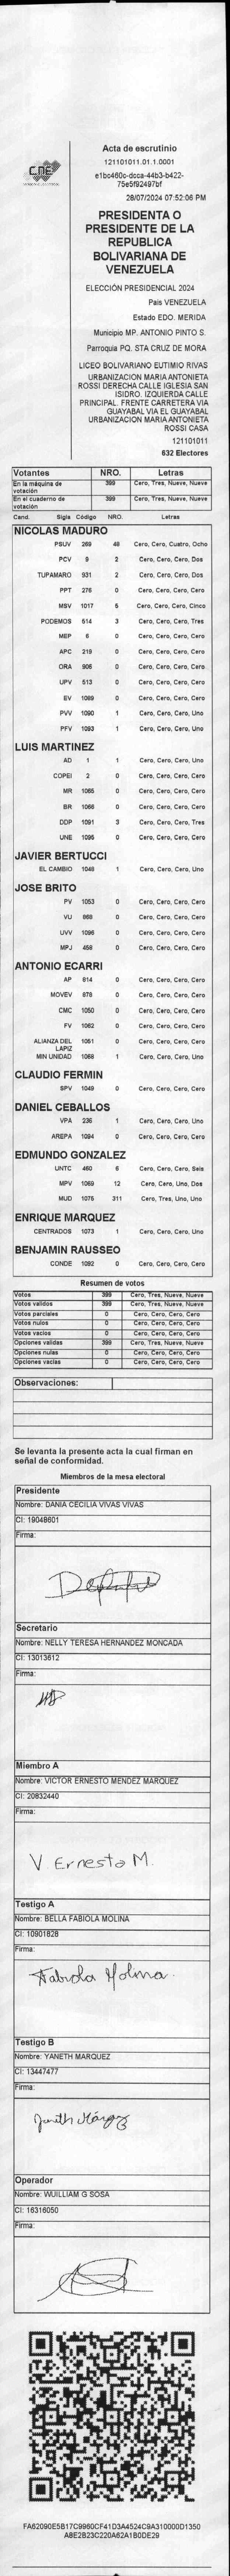 CNE
Acta de escrutinio
121101011.01.1.0001
e1bc460c-dcca-44b3-b422-
75e5f92497bf
28/07/2024 07:52:06 PM
PRESIDENTA O
PRESIDENTE DE LA
REPUBLICA
BOLIVARIANA DE
VENEZUELA
ELECCIÓN PRESIDENCIAL 2024
Pais VENEZUELA
Estado EDO. MERIDA
Municipio MP. ANTONIO PINTO S.
Parroquia PQ. STA CRUZ DE MORA
LICEO BOLIVARIANO EUTIMIO RIVAS
URBANIZACION MARIA ANTONIETA
ROSSI DERECHA CALLE IGLESIA SAN
ISIDRO. IZQUIERDA CALLE
PRINCIPAL. FRENTE CARRETERA VIA
GUAYABAL VIA EL GUAYABAL
URBANIZACION MARIA ANTONIETA
ROSSI CASA
121101011
632 Electores
Votantes NRO. Letras
En la máquina de votación 399 Cero, Tres, Nueve, Nueve
En el cuaderno de votación 399 Cero, Tres, Nueve, Nueve
Cand. Sigla Código NRO. Letras
NICOLAS MADURO
PSUV 269 48 Cero, Cero, Cuatro, Ocho
PCV 9 2 Cero, Cero, Cero, Dos
TUPAMARO 931 2 Cero, Cero, Cero, Dos
PPT 276 0 Cero, Cero, Cero, Cero
MSV 1017 5 Cero, Cero, Cero, Cinco
PODEMOS 514 3 Cero, Cero, Cero, Tres
MEP 6 0 Cero, Cero, Cero, Cero
APC 219 0 Cero, Cero, Cero, Cero
ORA 906 0 Cero, Cero, Cero, Cero
UPV 513 0 Cero, Cero, Cero, Cero
EV 1089 0 Cero, Cero, Cero, Cero
PVV 1090 1 Cero, Cero, Cero, Uno
PFV 1093 1 Cero, Cero, Cero, Uno
LUIS MARTINEZ
AD 1 1 Cero, Cero, Cero, Uno
COPEI 2 0 Cero, Cero, Cero, Cero
MR 1065 0 Cero, Cero, Cero, Cero
BR 1066 0 Cero, Cero, Cero, Cero
DDP 1091 3 Cero, Cero, Cero, Tres
UNE 1095 0 Cero, Cero, Cero, Cero
JAVIER BERTUCCI
EL CAMBIO 1048 1 Cero, Cero, Cero, Uno
JOSE BRITO
PV 1053 0 Cero, Cero, Cero, Cero
VU 868 0 Cero, Cero, Cero, Cero
UVV 1096 0 Cero, Cero, Cero, Cero
MPJ 458 0 Cero, Cero, Cero, Cero
ANTONIO ECARRI
AP 814 0 Cero, Cero, Cero, Cero
MOVEV 676 0 Cero, Cero, Cero, Cero
CMC 1050 0 Cero, Cero, Cero, Cero
FV 1062 0 Cero, Cero, Cero, Cero
ALIANZA DEL LAPIZ 1051 0 Cero, Cero, Cero, Cero
MIN UNIDAD 1068 1 Cero, Cero, Cero, Uno
CLAUDIO FERMIN
SPV 1049 0 Cero, Cero, Cero, Cero
DANIEL CEBALLOS
VPA 236 1 Cero, Cero, Cero, Uno
AREPA 1094 0 Cero, Cero, Cero, Cero
EDMUNDO GONZALEZ
UNTC 460 6 Cero, Cero, Cero, Seis
MPV 1069 12 Cero, Cero, Uno, Dos
MUD 1075 311 Cero, Tres, Uno, Uno
ENRIQUE MARQUEZ
CENTRADOS 1073 1 Cero, Cero, Cero, Uno
BENJAMIN RAUSSEO
CONDE 1092 0 Cero, Cero, Cero, Cero
Resumen de votos
Votos 399 Cero, Tres, Nueve, Nueve
Votos validos 399 Cero, Tres, Nueve, Nueve
Votos parciales 0 Cero, Cero, Cero, Cero
Votos nulos 0 Cero, Cero, Cero, Cero
Votos vacios 0 Cero, Cero, Cero, Cero
Opciones validas 399 Cero, Tres, Nueve, Nueve
Opciones nulas 0 Cero, Cero, Cero, Cero
Opciones vacias 0 Cero, Cero, Cero, Cero
Observaciones:
Se levanta la presente acta la cual firman en
señal de conformidad.
Miembros de la mesa electoral
Presidente
Nombre: DANIA CECILIA VIVAS VIVAS
CI: 19048601
Firma:
Secretario
Nombre: NELLY TERESA HERNANDEZ MONCADA
CI: 13013612
Firma:
Miembro A
Nombre: VICTOR ERNESTO MENDEZ MARQUEZ
CI: 20832440
Firma:
V. Ernesto M.
Testigo A
Nombre: BELLA FABIOLA MOLINA
CI: 10901828
Firma:
Fabiola Molina.
Testigo B
Nombre: YANETH MARQUEZ
CI: 13447477
Firma:
Yaneth Márquez
Operador
Nombre: WUILLIAM G SOSA
CI: 16316050
Firma:
FA62090E5B17C9960CF41D3A4524C9A310000D1350
A8E2B23C220A62A1B0DE29